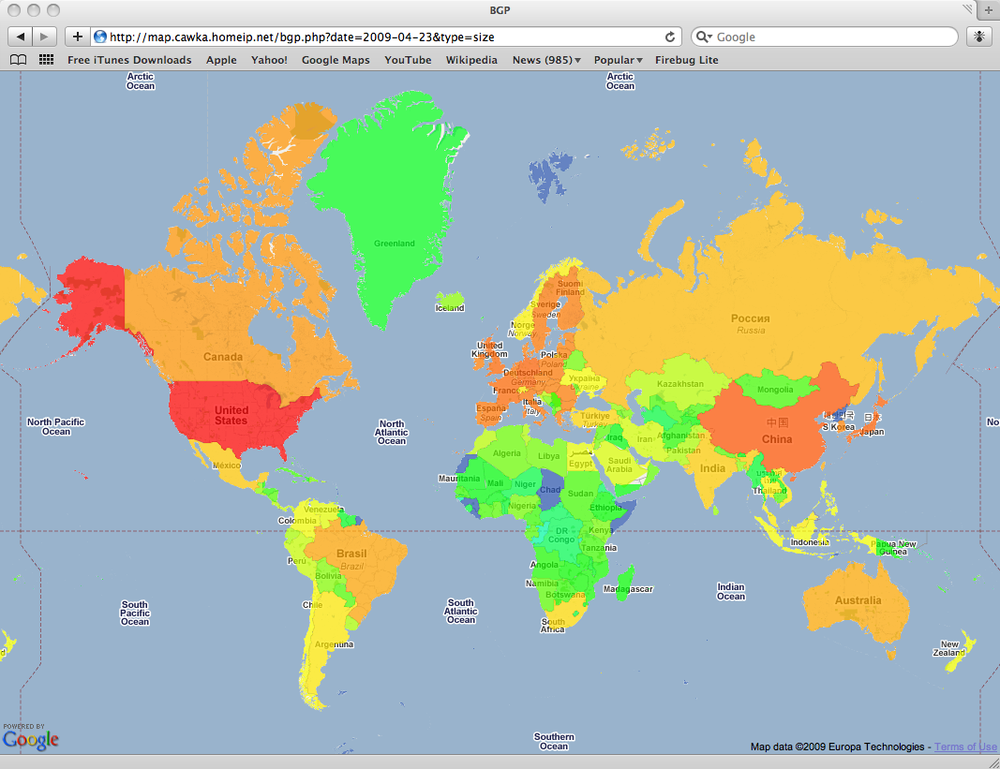 BGP
http://map.cawka.homeip.net/bgp.php?date=2009-04-23&type=size
Google
Free iTunes Downloads
Apple
Yahoo!
Google Maps
YouTube
Wikipedia
News (985)
Popular
Firebug Lite
Arctic
Ocean
Arctic
Ocean
Greenland
Iceland
Suomi
Finland
Sverige
Sweden
Norge
Norway
Россия
Russia
Canada
United
Kingdom
Polska
Poland
Deutschland
Germany
Україна
Ukraine
Kazakhstan
Mongolia
France
Italia
Italy
España
Spain
Türkiye
Turkey
United
States
North Pacific
Ocean
North
Atlantic
Ocean
中国
China
S Korea
日本
Japan
No
Iraq
Iran
Afghanistan
Pakistan
Algeria
Libya
Egypt
Saudi
Arabia
India
México
Mauritania
Mali
Niger
Chad
Sudan
Thailand
Nigeria
Ethiopia
Venezuela
Colombia
DR
Congo
Kenya
Tanzania
Indonesia
Papua New
Guinea
Perú
Brasil
Brazil
Bolivia
Angola
Namibia
Botswana
Madagascar
Indian
Ocean
Australia
South
Pacific
Ocean
Chile
South
Atlantic
Ocean
South
Africa
Argentina
d
New
Zealand
POWERED BY
Google
Southern
Ocean
Map data ©2009 Europa Technologies - Terms of Use